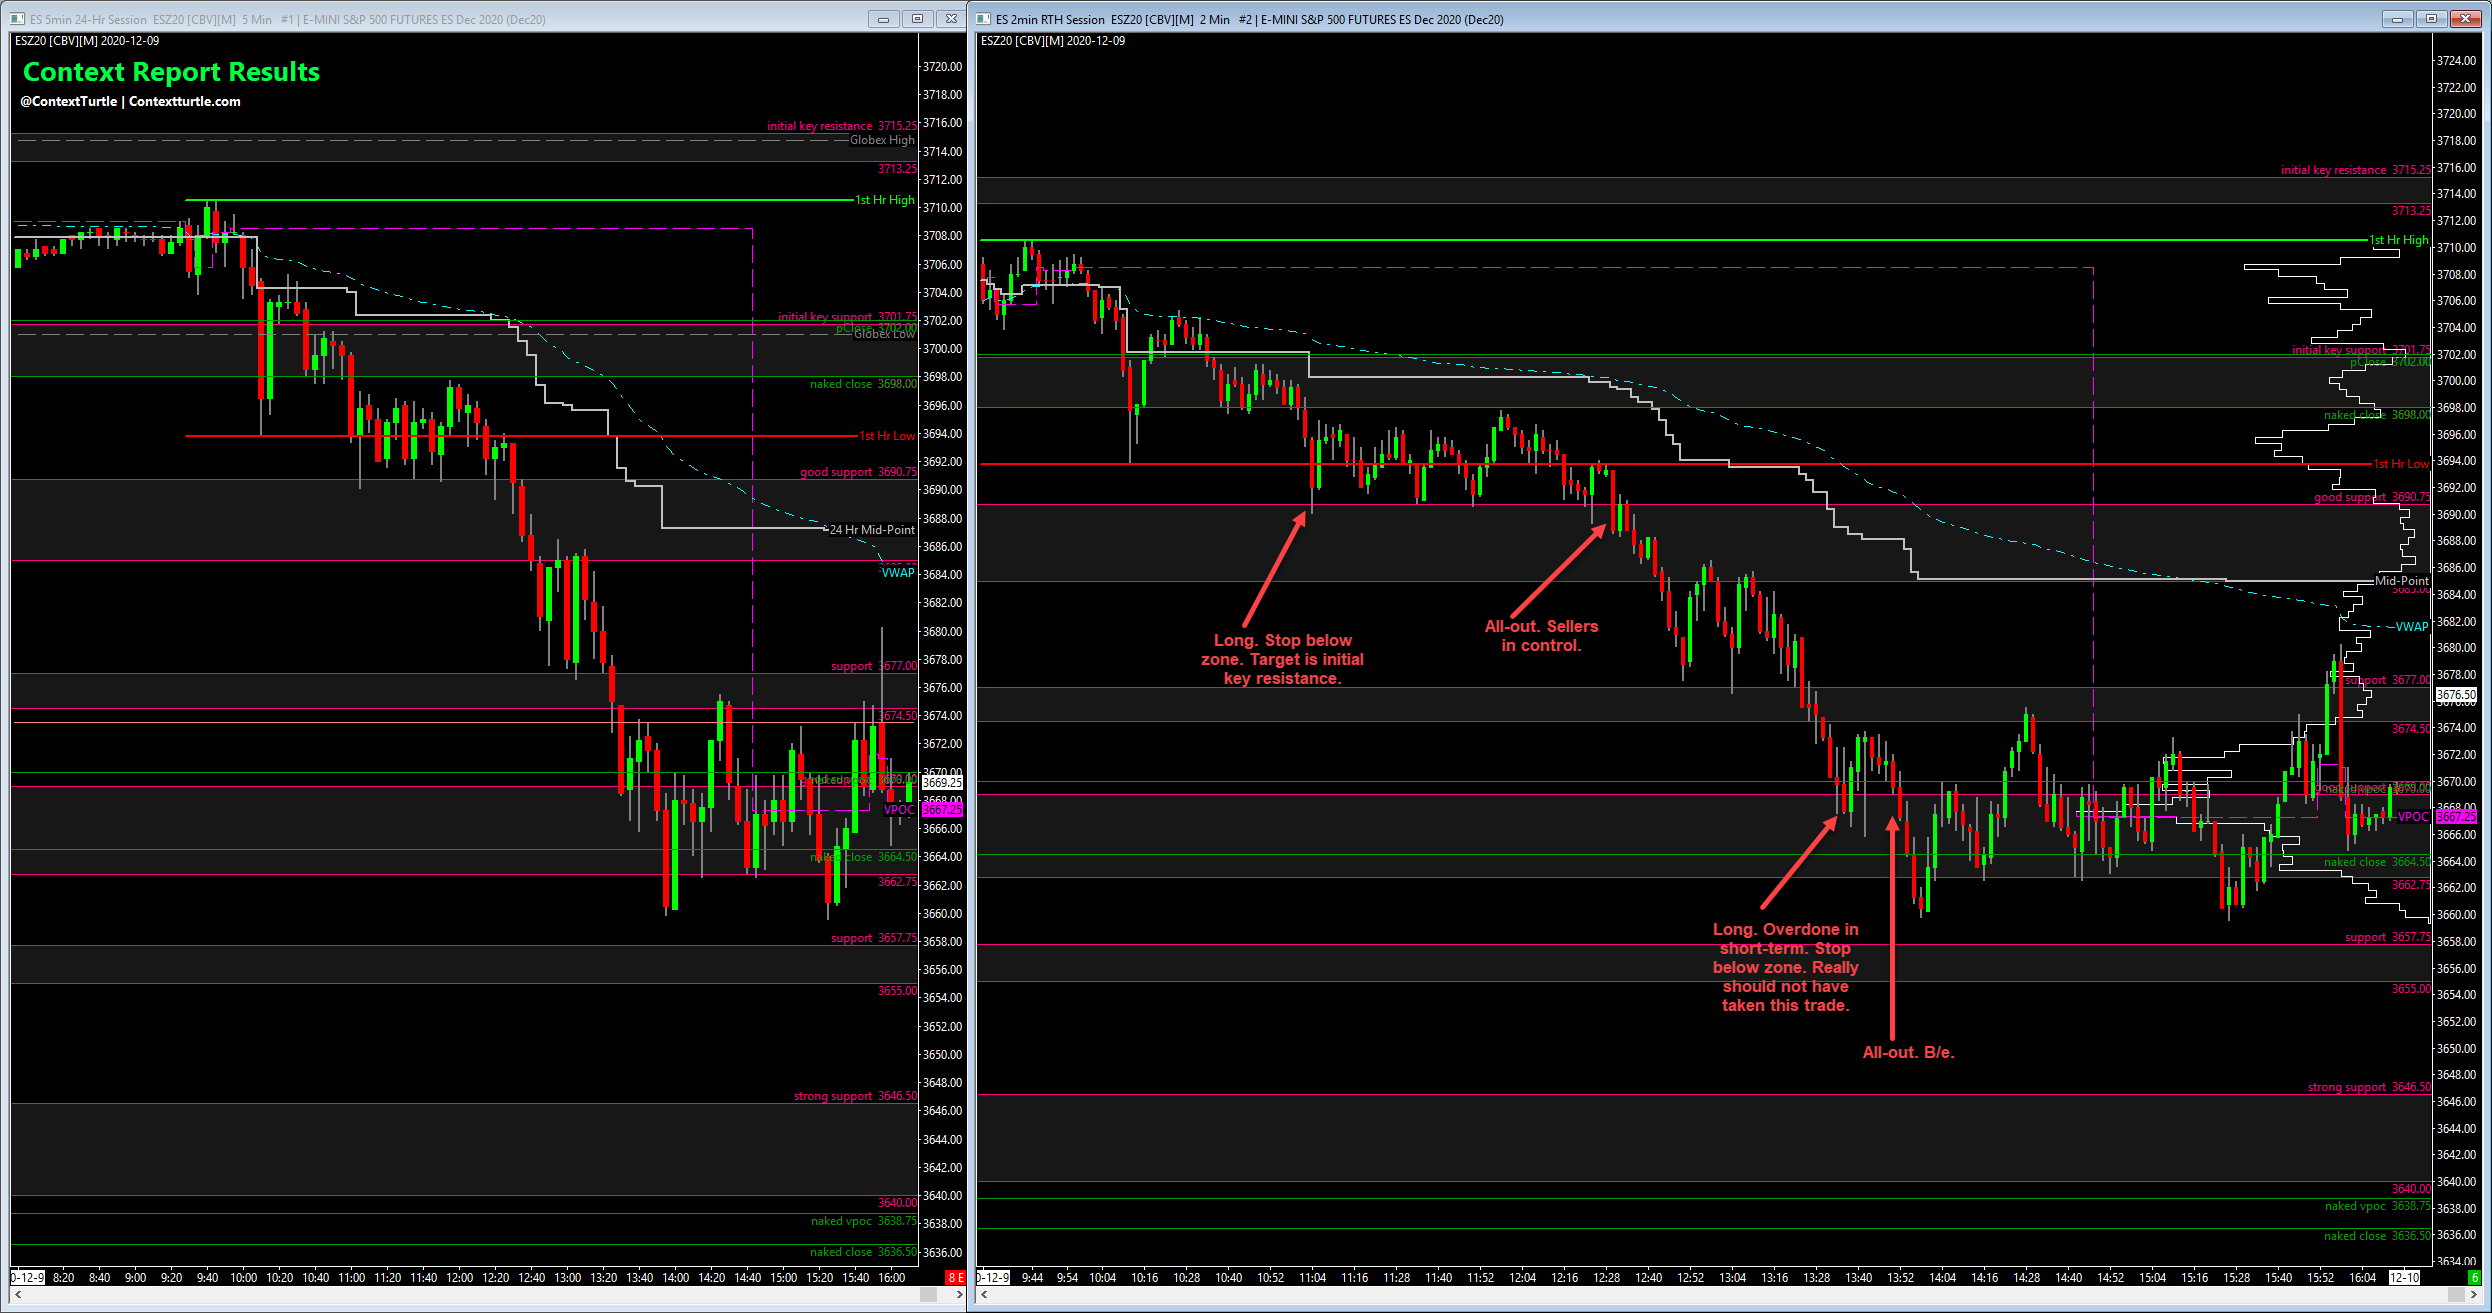 ES 5min 24-Hr Session ESZ20 [CBV][M] 5 Min #1 | E-MINI S&P 500 FUTURES ES Dec 2020 (Dec20)
ESZ20 [CBV][M] 2020-12-09
Context Report Results
@ContextTurtle | Contextturtle.com
initial key resistance 3715.25
Globex High
3713.25
1st Hr High
initial key support 3701.75
pClose 3702.00
Globex Low
naked close 3698.00
1st Hr Low
good support 3690.75
24 Hr Mid-Point
VWAP
support 3677.00
3674.50
VPOC
naked close 3664.50
3662.75
support 3657.75
3655.00
strong support 3646.50
3640.00
naked vpoc 3638.75
naked close 3636.50
3720.00
3718.00
3716.00
3714.00
3712.00
3710.00
3708.00
3706.00
3704.00
3702.00
3700.00
3698.00
3696.00
3694.00
3692.00
3690.00
3688.00
3686.00
3684.00
3682.00
3680.00
3678.00
3676.00
3674.00
3672.00
3670.00
3669.25
3668.00
3667.25
3666.00
3664.00
3662.00
3660.00
3658.00
3656.00
3654.00
3652.00
3650.00
3648.00
3646.00
3644.00
3642.00
3640.00
3638.00
3636.00
0-12-9 8:20 8:40 9:00 9:20 9:40 10:00 10:20 10:40 11:00 11:20 11:40 12:00 12:20 12:40 13:00 13:20 13:40 14:00 14:20 14:40 15:00 15:20 15:40 16:00 8 E
ES 2min RTH Session ESZ20 [CBV][M] 2 Min #2 | E-MINI S&P 500 FUTURES ES Dec 2020 (Dec20)
ESZ20 [CBV][M] 2020-12-09
initial key resistance 3715.25
3713.25
1st Hr High
initial key support 3701.75
pClose 3702.00
naked close 3698.00
1st Hr Low
good support 3690.75
Mid-Point
3685.00
VWAP
support 3677.00
3674.50
VPOC
naked close 3664.50
3662.75
support 3657.75
3655.00
strong support 3646.50
3640.00
naked vpoc 3638.75
naked close 3636.50
Long. Stop below
zone. Target is initial
key resistance.
All-out. Sellers
in control.
Long. Overdone in
short-term. Stop
below zone. Really
should not have
taken this trade.
All-out. B/e.
3724.00
3722.00
3720.00
3718.00
3716.00
3714.00
3712.00
3710.00
3708.00
3706.00
3704.00
3702.00
3700.00
3698.00
3696.00
3694.00
3692.00
3690.00
3688.00
3686.00
3684.00
3682.00
3680.00
3678.00
3676.50
3676.00
3674.00
3672.00
3670.00
3668.00
3667.25
3666.00
3664.00
3662.00
3660.00
3658.00
3656.00
3654.00
3652.00
3650.00
3648.00
3646.00
3644.00
3642.00
3640.00
3638.00
3636.00
3634.00
0-12-9 9:44 9:54 10:04 10:16 10:28 10:40 10:52 11:04 11:16 11:28 11:40 11:52 12:04 12:16 12:28 12:40 12:52 13:04 13:16 13:28 13:40 13:52 14:04 14:16 14:28 14:40 14:52 15:04 15:16 15:28 15:40 15:52 16:04 12-10 6